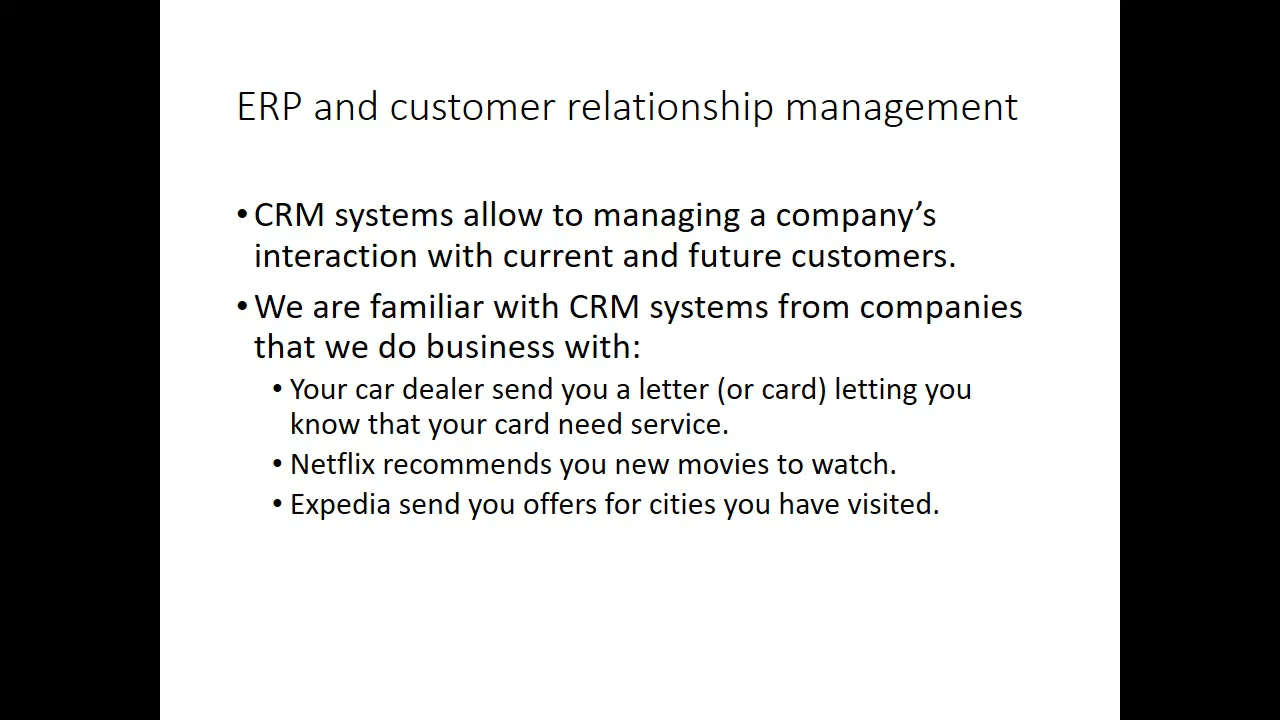 ERP and customer relationship management
• CRM systems allow to managing a company’s
interaction with current and future customers.
• We are familiar with CRM systems from companies
that we do business with:
• Your car dealer send you a letter (or card) letting you
know that your card need service.
• Netflix recommends you new movies to watch.
• Expedia send you offers for cities you have visited.